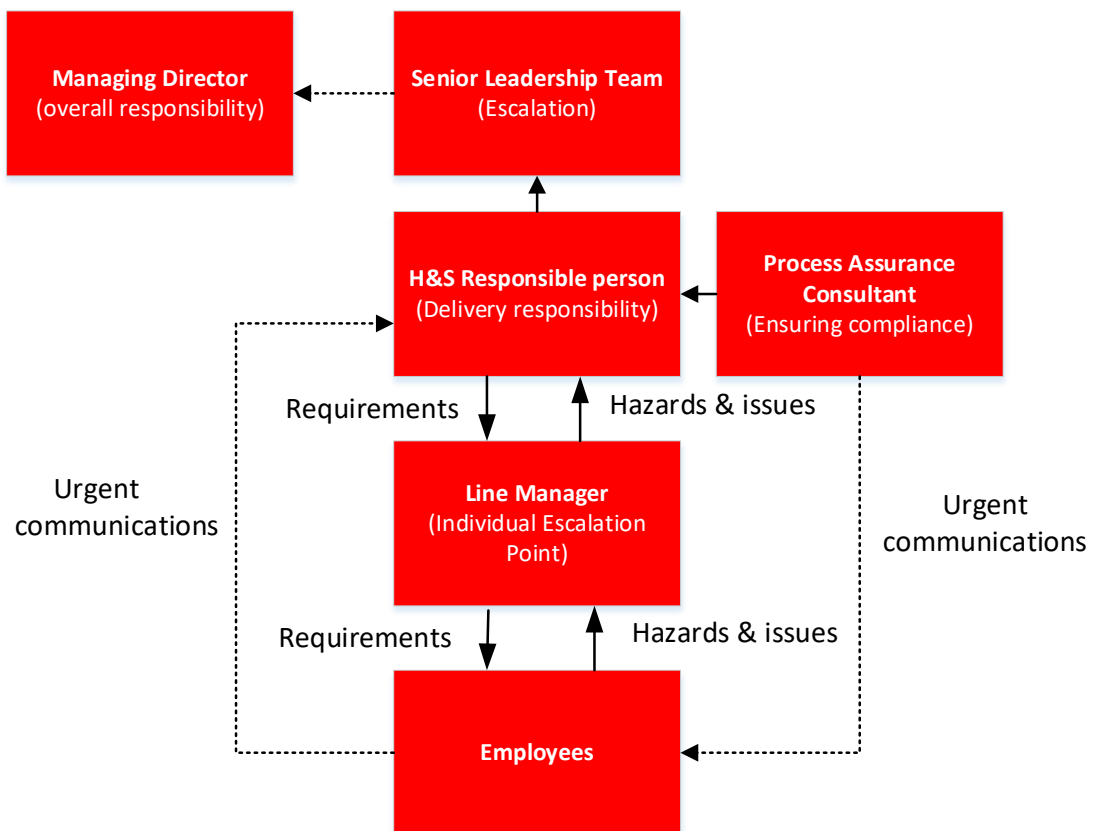 Managing Director
(overall responsibility)
Senior Leadership Team
(Escalation)
H&S Responsible person
(Delivery responsibility)
Process Assurance
Consultant
(Ensuring compliance)
Requirements
Hazards & issues
Line Manager
(Individual Escalation
Point)
Urgent
communications
Urgent
communications
Requirements
Hazards & issues
Employees